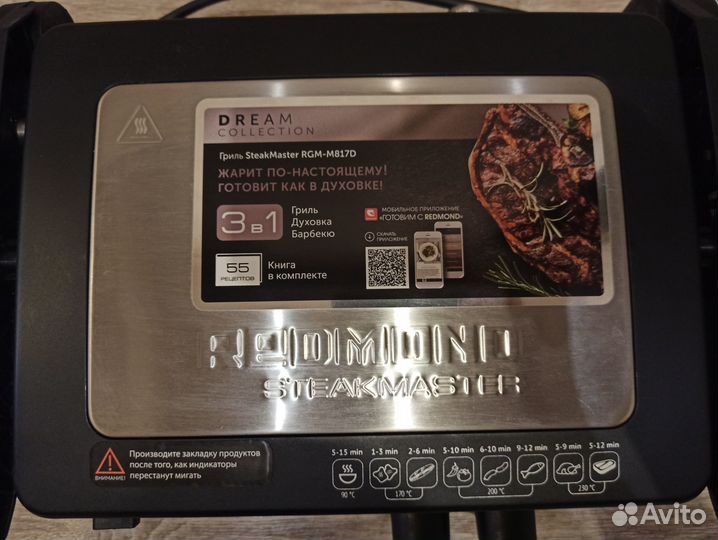 DREAM
COLLECTION
Гриль SteakMaster RGM-M817D
ЖАРИТ ПО-НАСТОЯЩЕМУ!
ГОТОВИТ КАК В ДУХОВКЕ!
3 в 1
Гриль
Духовка
Барбекю
МОБИЛЬНОЕ ПРИЛОЖЕНИЕ
«ГОТОВИМ С REDMOND»
СКАЧАТЬ
ПРИЛОЖЕНИЕ
55
РЕЦЕПТОВ
Книга
в комплекте
REDMOND
STEAKMASTER
ВНИМАНИЕ!
Производите закладку продуктов
после того, как индикаторы
перестанут мигать
5-15 min 1-3 min 2-6 min 5-10 min 6-10 min 9-12 min 5-9 min 5-12 min
90 °C 170 °C 200 °C 230 °C
Avito